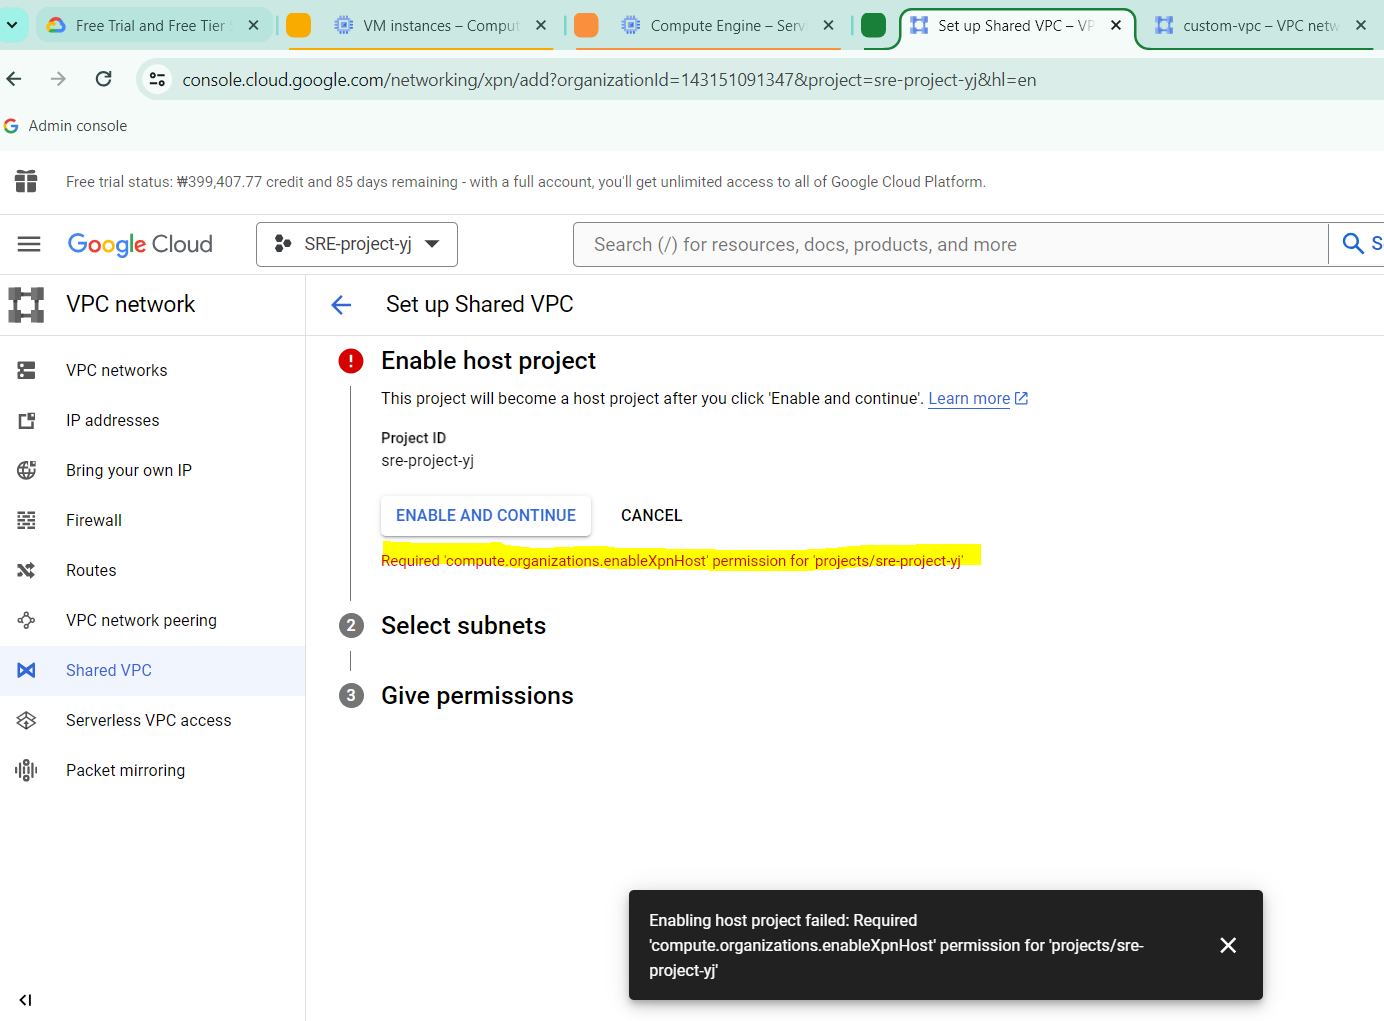 Free Trial and Free Tier
VM instances – Comput
Compute Engine – Serv
Set up Shared VPC – VP
custom-vpc – VPC netw
console.cloud.google.com/networking/xpn/add?organizationId=143151091347&project=sre-project-yj&hl=en
Admin console
Free trial status: ₩399,407.77 credit and 85 days remaining - with a full account, you'll get unlimited access to all of Google Cloud Platform.
Google Cloud
SRE-project-yj
Search (/) for resources, docs, products, and more
S
VPC network
Set up Shared VPC
VPC networks
IP addresses
Bring your own IP
Firewall
Routes
VPC network peering
Shared VPC
Serverless VPC access
Packet mirroring
Enable host project
This project will become a host project after you click 'Enable and continue'. Learn more
Project ID
sre-project-yj
ENABLE AND CONTINUE CANCEL
Required 'compute.organizations.enableXpnHost' permission for 'projects/sre-project-yj'
2 Select subnets
3 Give permissions
Enabling host project failed: Required
'compute.organizations.enableXpnHost' permission for 'projects/sre-
project-yj'